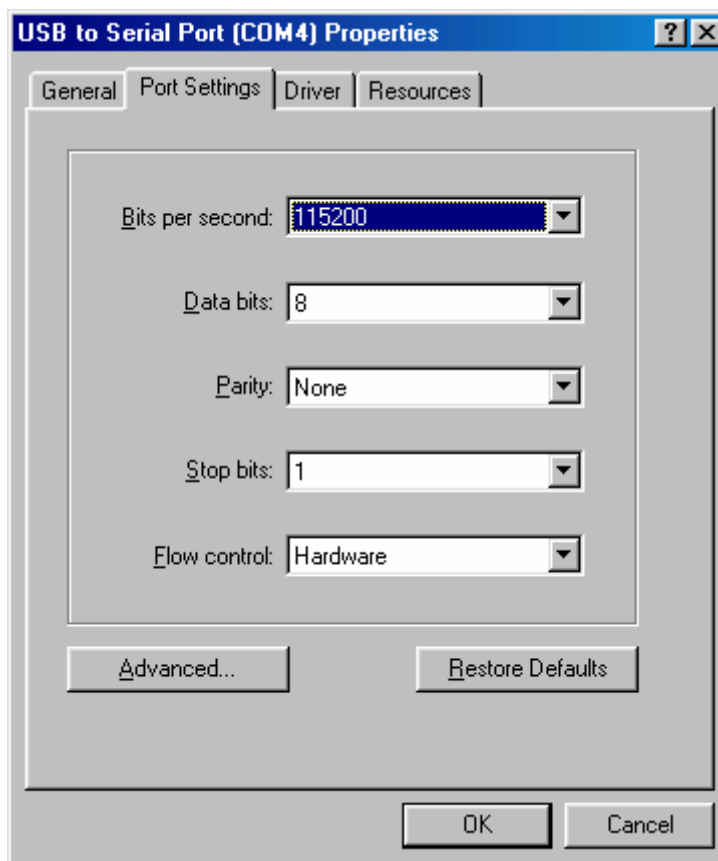 USB to Serial Port (COM4) Properties
General Port Settings Driver Resources
Bits per second: 115200
Data bits: 8
Parity: None
Stop bits: 1
Flow control: Hardware
Advanced... Restore Defaults
OK Cancel